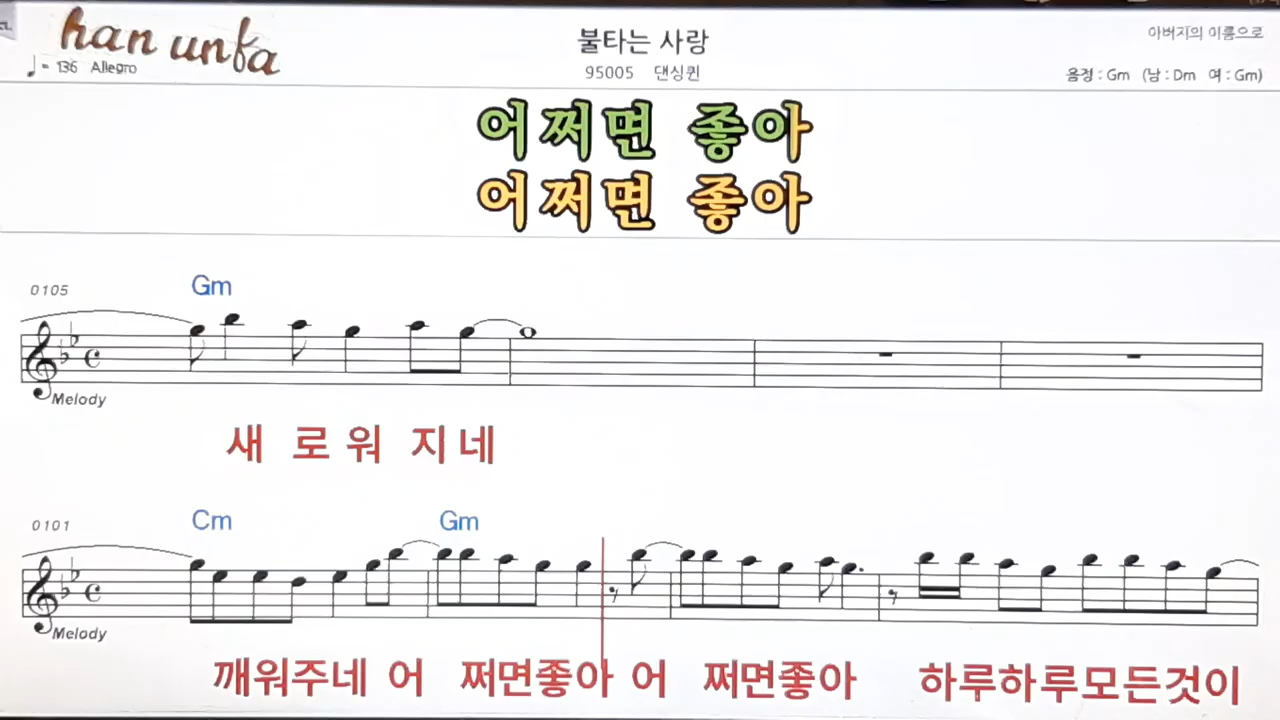 han unfa
♩= 136 Allegro
불타는 사랑
95005 댄싱퀸
아버지의 이름으로
음정 : Gm (남 : Dm 여 : Gm)
어쩌면 좋아
어쩌면 좋아
0105
Gm
Melody
새 로 워 지 네
0101
Cm Gm
Melody
깨워주네 어 쩌면좋아 어 쩌면좋아 하루하루모든것이